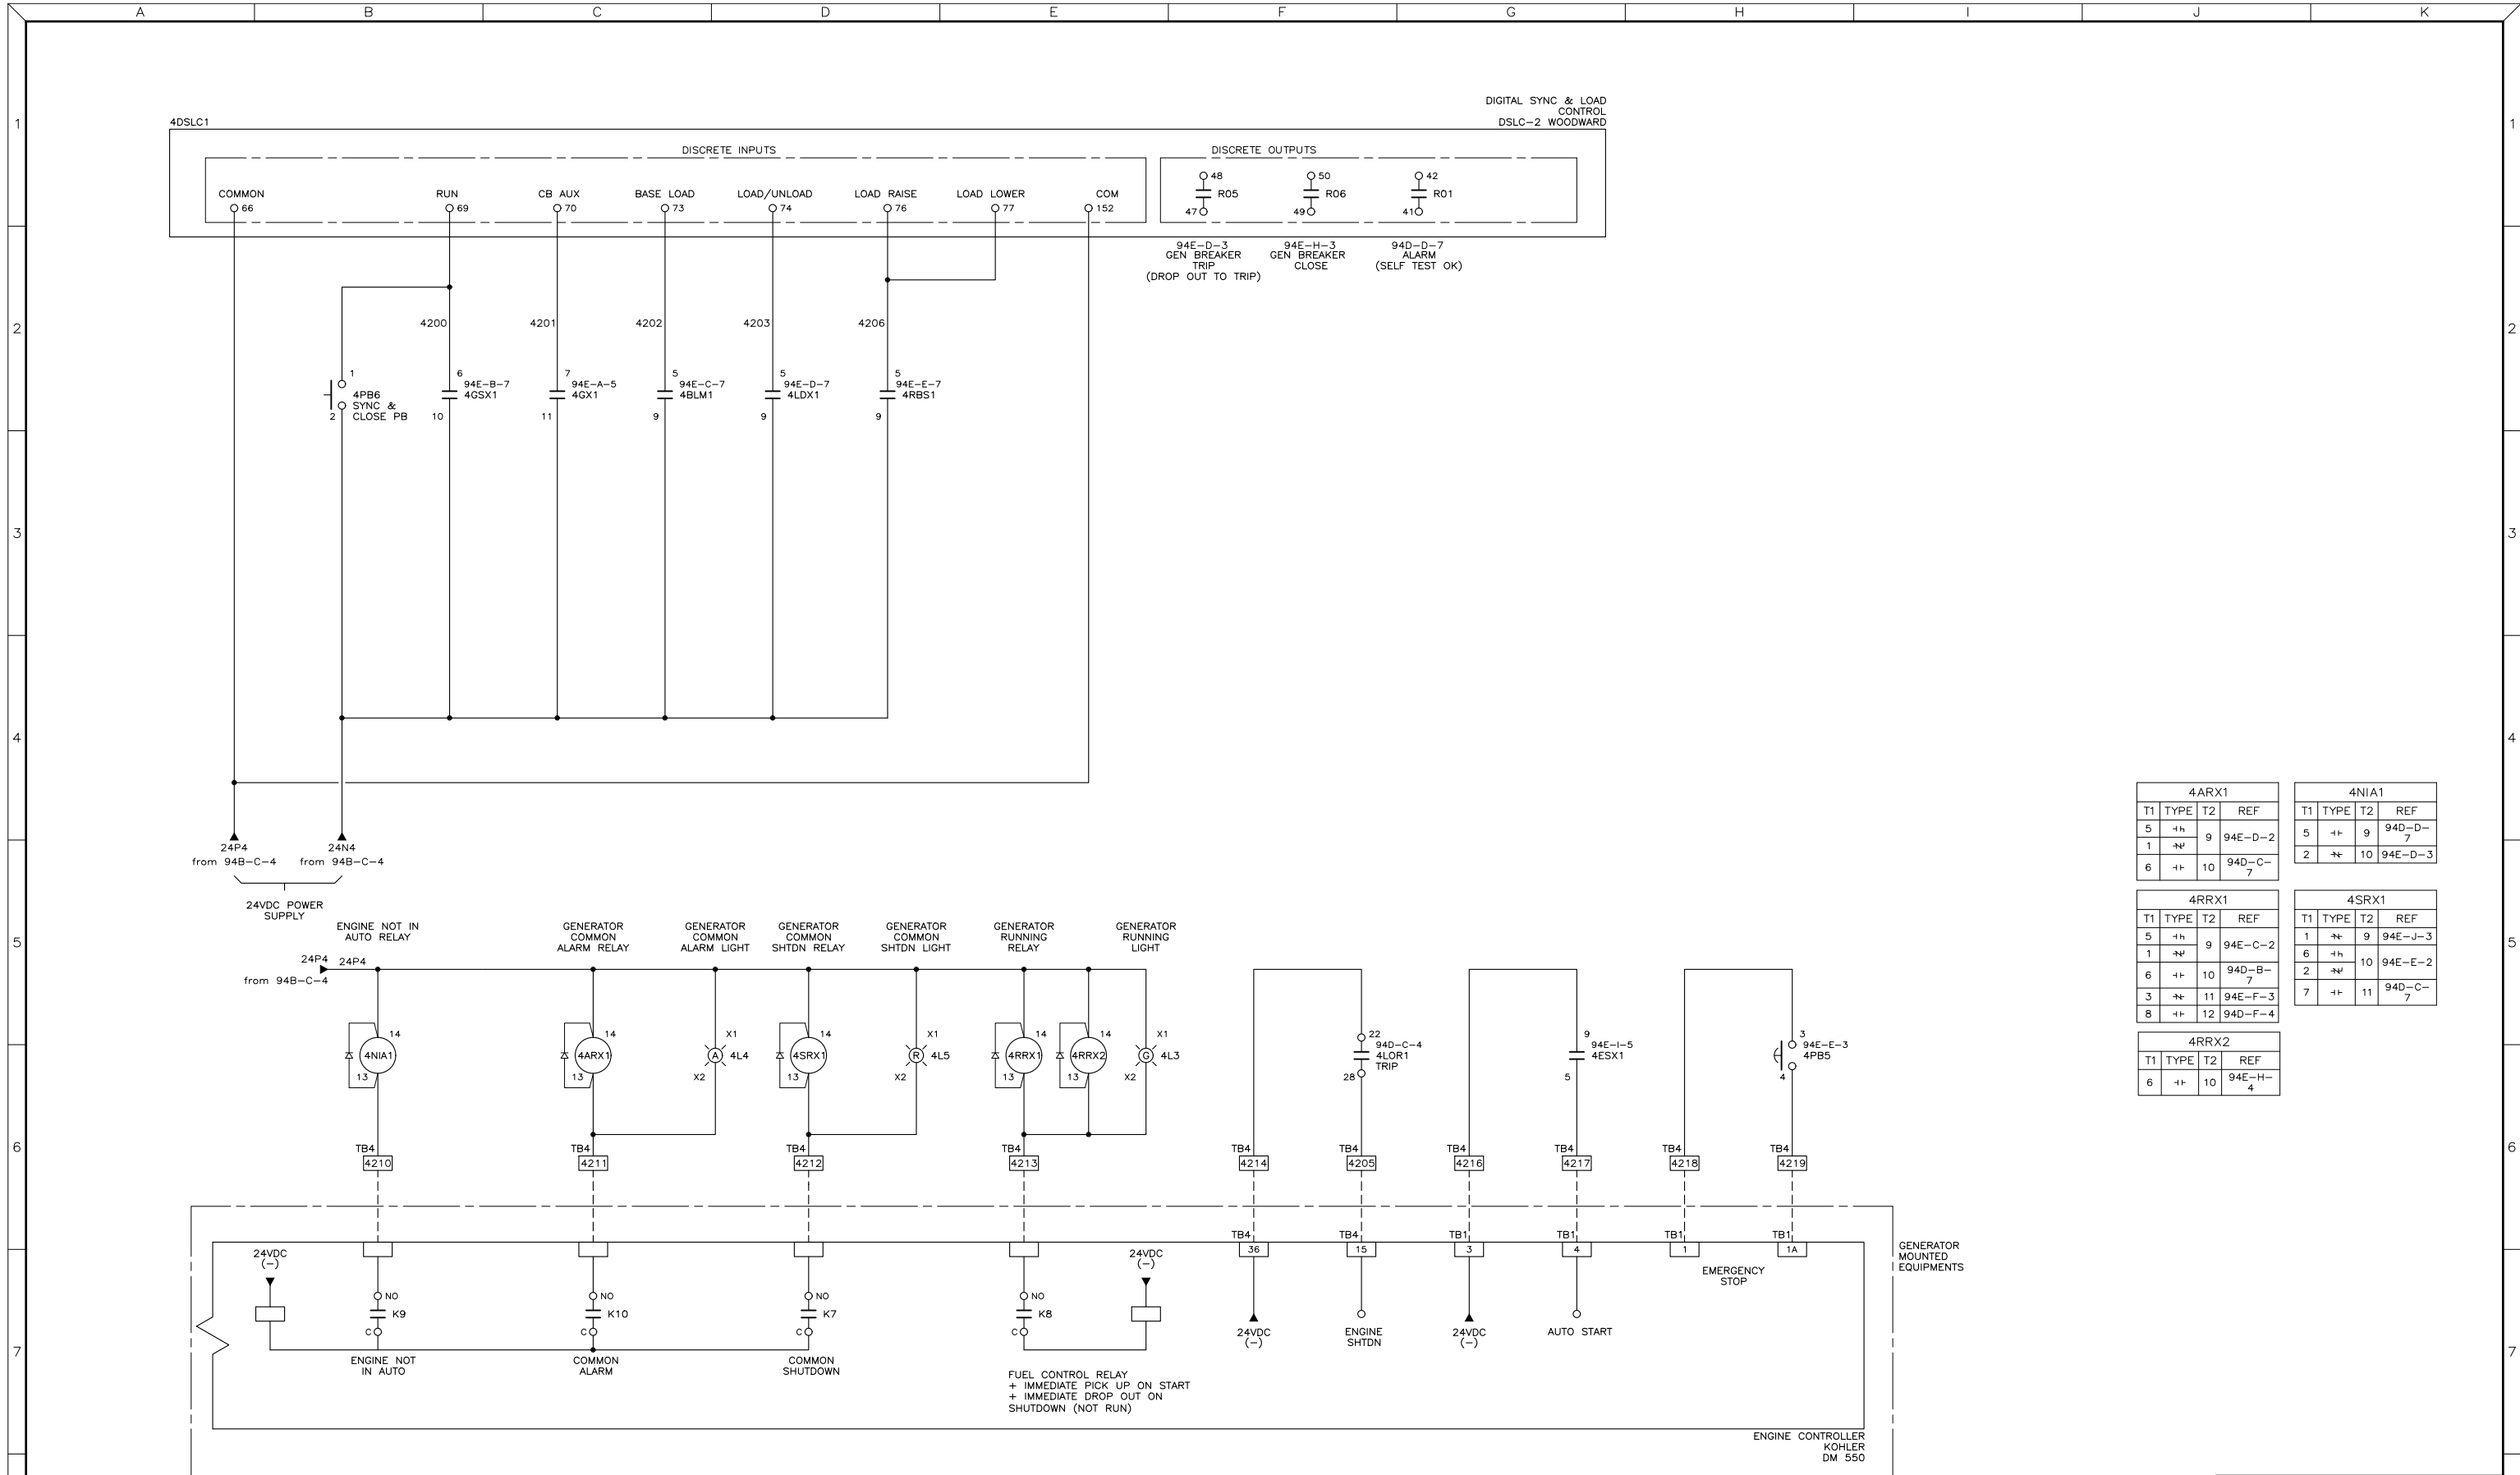 A B C D E F G H I J K
1 1
2 2
3 3
4 4
5 5
6 6
7 7
4DSLC1
DIGITAL SYNC & LOAD
CONTROL
DSLC-2 WOODWARD
DISCRETE INPUTS
DISCRETE OUTPUTS
COMMON
66
RUN
69
CB AUX
70
BASE LOAD
73
LOAD/UNLOAD
74
LOAD RAISE
76
LOAD LOWER
77
COM
152
48
R05
47
50
R06
49
42
R01
41
94E-D-3
GEN BREAKER
TRIP
(DROP OUT TO TRIP)
94E-H-3
GEN BREAKER
CLOSE
94D-D-7
ALARM
(SELF TEST OK)
4200
4201
4202
4203
4206
1
4PB6
SYNC &
CLOSE PB
2
6
94E-B-7
4GSX1
10
7
94E-A-5
4GX1
11
5
94E-C-7
4BLM1
9
5
94E-D-7
4LDX1
9
5
94E-E-7
4RBS1
9
24P4
from 94B-C-4
24N4
from 94B-C-4
24VDC POWER
SUPPLY
4ARX1
T1 TYPE T2 REF
5 9 94E-D-2
1
6 10 94D-C-
7
4NIA1
T1 TYPE T2 REF
5 9 94D-D-
7
2 10 94E-D-3
4RRX1
T1 TYPE T2 REF
5 9 94E-C-2
1
6 10 94D-B-
7
3 11 94E-F-3
8 12 94D-F-4
4SRX1
T1 TYPE T2 REF
1 9 94E-J-3
6 10 94E-E-2
2
7 11 94D-C-
7
4RRX2
T1 TYPE T2 REF
6 10 94E-H-
4
ENGINE NOT IN
AUTO RELAY
GENERATOR
COMMON
ALARM RELAY
GENERATOR
COMMON
ALARM LIGHT
GENERATOR
COMMON
SHTDN RELAY
GENERATOR
COMMON
SHTDN LIGHT
GENERATOR
RUNNING
RELAY
GENERATOR
RUNNING
LIGHT
24P4 24P4
from 94B-C-4
14
4NIA1
13
14
4ARX1
13
X1
A 4L4
X2
14
4SRX1
13
X1
R 4L5
X2
14
4RRX1
13
14
4RRX2
13
X1
G 4L3
X2
22
94D-C-4
4LOR1
TRIP
28
9
94E-I-5
4ESX1
5
3
94E-E-3
4PB5
4
TB4
4210
TB4
4211
TB4
4212
TB4
4213
TB4
4214
TB4
4205
TB4
4216
TB4
4217
TB4
4218
TB4
4219
TB4
36
TB4
15
TB1
3
TB1
4
TB1
1
TB1
1A
GENERATOR
MOUNTED
EQUIPMENTS
24VDC
(-)
NO
K9
C
ENGINE NOT
IN AUTO
NO
K10
C
COMMON
ALARM
NO
K7
C
COMMON
SHUTDOWN
NO
K8
C
24VDC
(-)
FUEL CONTROL RELAY
+ IMMEDIATE PICK UP ON START
+ IMMEDIATE DROP OUT ON
SHUTDOWN (NOT RUN)
24VDC
(-)
ENGINE
SHTDN
24VDC
(-)
AUTO START
EMERGENCY
STOP
ENGINE CONTROLLER
KOHLER
DM 550